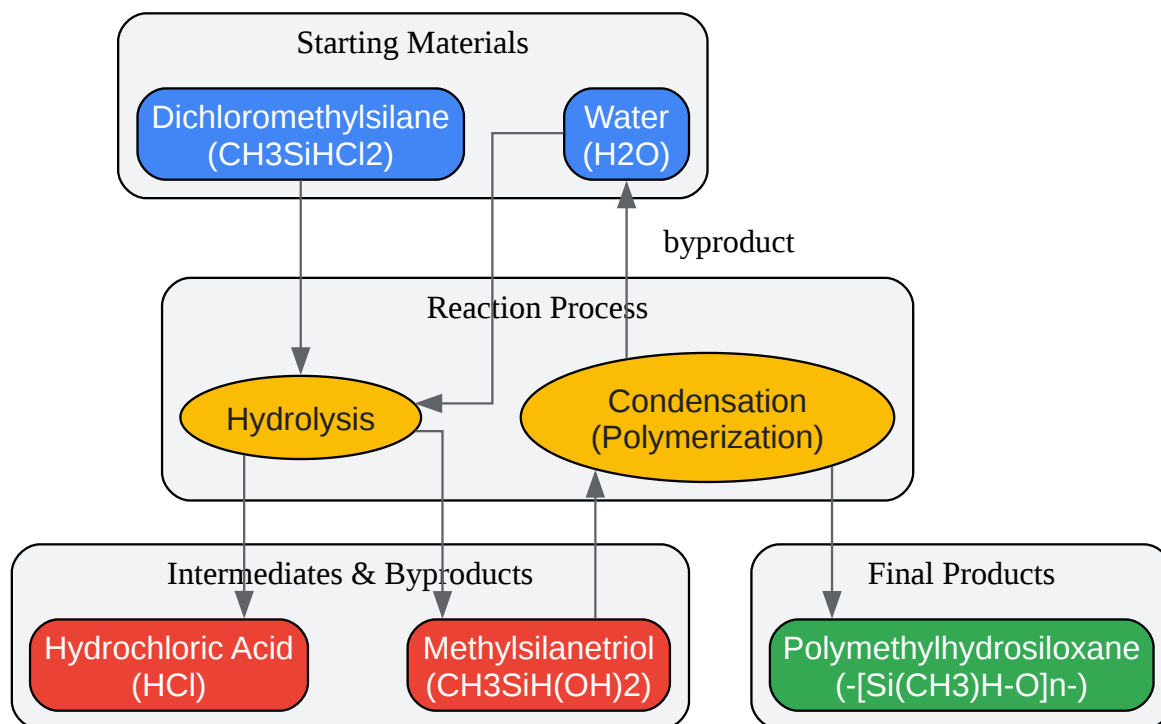 Starting Materials
Dichloromethylsilane
(CH3SiHCl2)
Water
(H2O)
byproduct
Reaction Process
Hydrolysis
Condensation
(Polymerization)
Intermediates & Byproducts
Hydrochloric Acid
(HCl)
Methylsilanetriol
(CH3SiH(OH)2)
Final Products
Polymethylhydrosiloxane
(-[Si(CH3)H-O]n-)